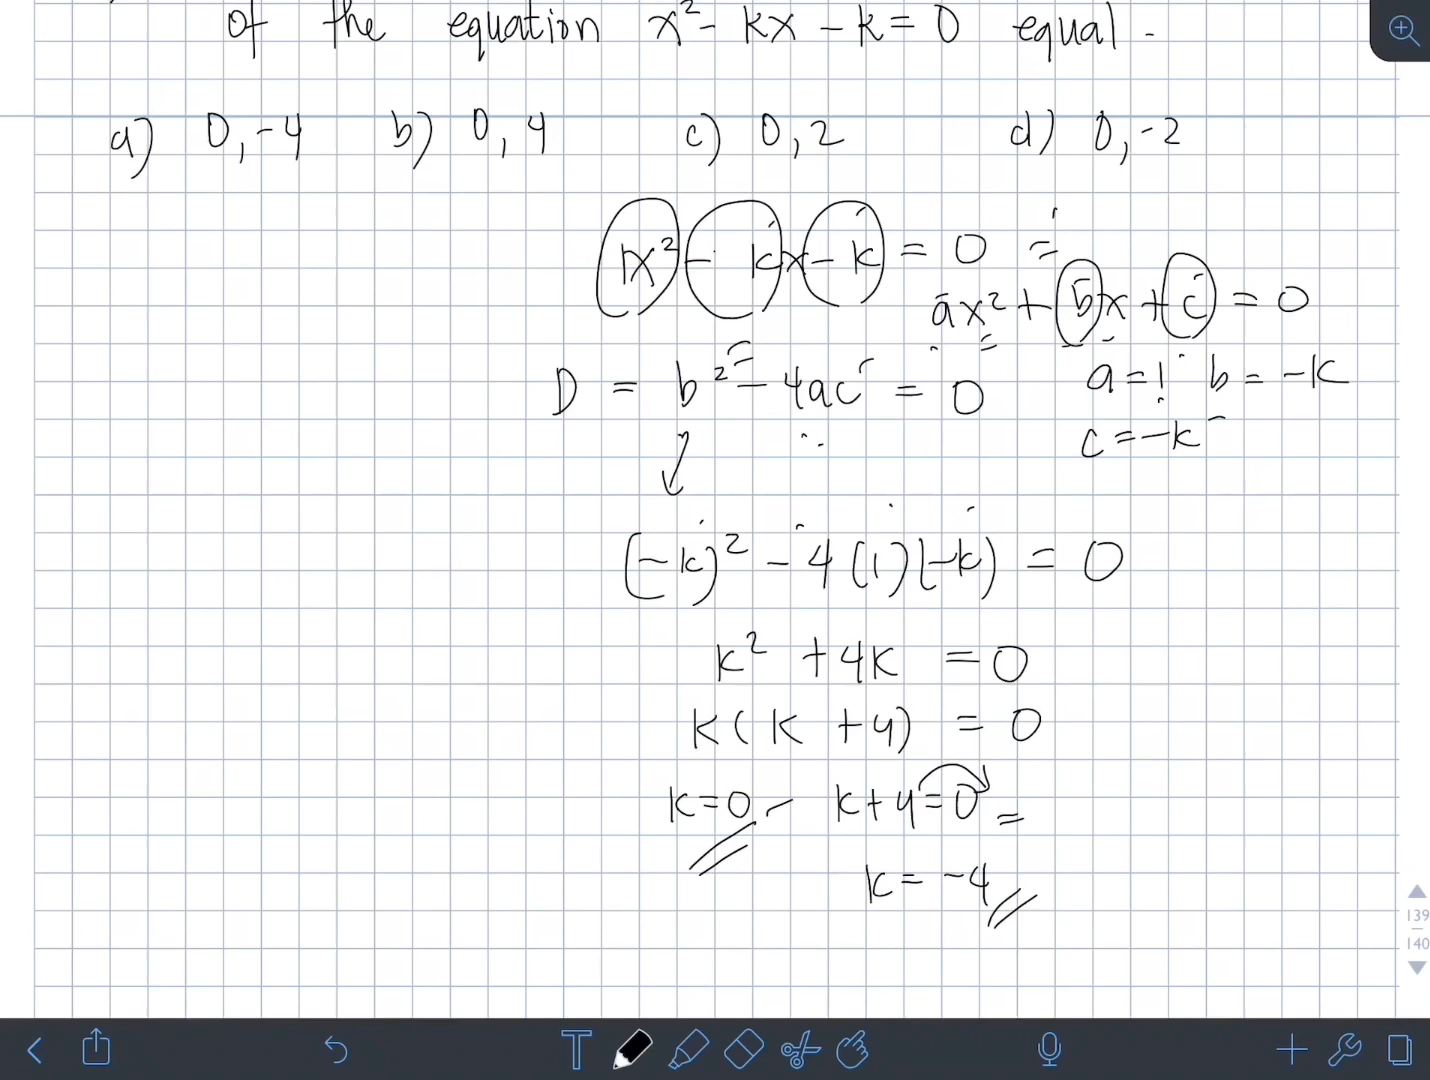 of the equation x² - kx - k = 0 equal.
a) 0, -4 b) 0, 4 c) 0, 2 d) 0, -2
1x² - kx - k = 0 =
ax² + bx + c = 0
D = b² - 4ac = 0 a = 1 b = -k
c = -k
(-k)² - 4(1)(-k) = 0
k² + 4k = 0
k(k + 4) = 0
k = 0 - k + 4 = 0 =
k = -4
139
140
T